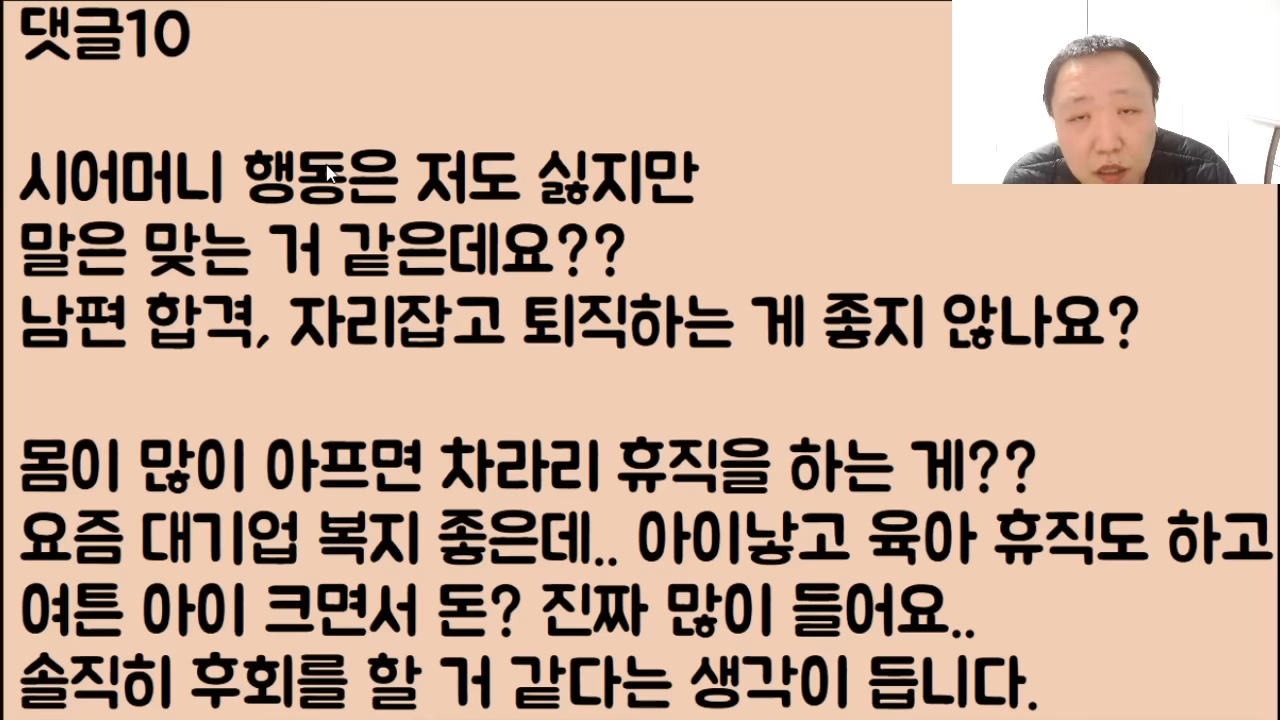 댓글10
시어머니 행동은 저도 싫지만
말은 맞는 거 같은데요??
남편 합격, 자리잡고 퇴직하는 게 좋지 않나요?
몸이 많이 아프면 차라리 휴직을 하는 게??
요즘 대기업 복지 좋은데.. 아이낳고 육아 휴직도 하고
여튼 아이 크면서 돈? 진짜 많이 들어요..
솔직히 후회를 할 거 같다는 생각이 듭니다.